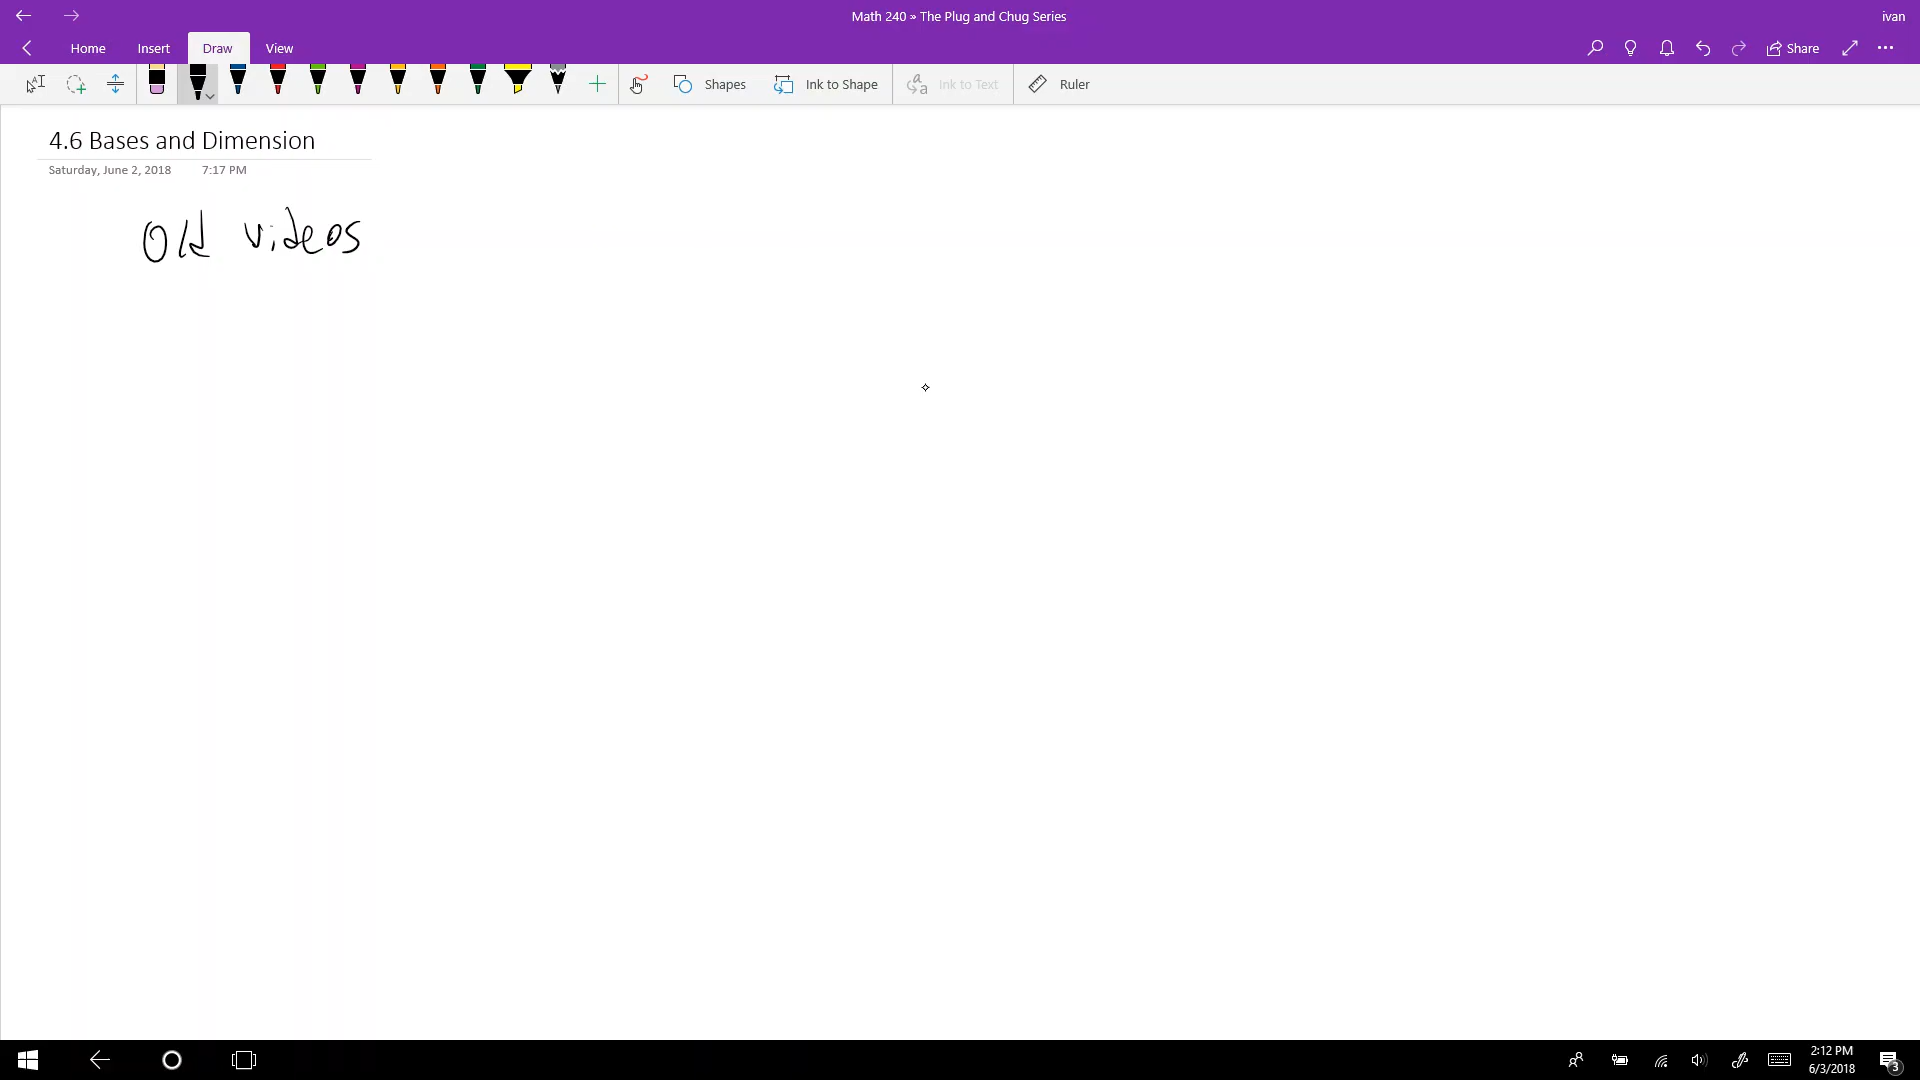 Math 240 » The Plug and Chug Series
ivan
Home Insert Draw View
Share
Shapes Ink to Shape Ink to Text Ruler
4.6 Bases and Dimension
Saturday, June 2, 2018 7:17 PM
Old videos
2:12 PM
6/3/2018
3